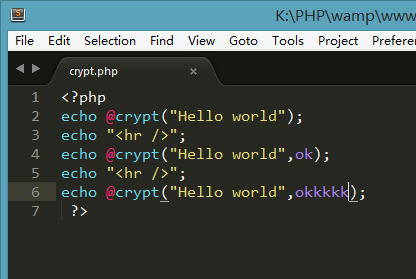 K:\PHP\wamp\www
File Edit Selection Find View Goto Tools Project Preferen
crypt.php ×
1 <?php
2 echo @crypt("Hello world");
3 echo "<hr />";
4 echo @crypt("Hello world",ok);
5 echo "<hr />";
6 echo @crypt("Hello world",okkkkk);
7 ?>